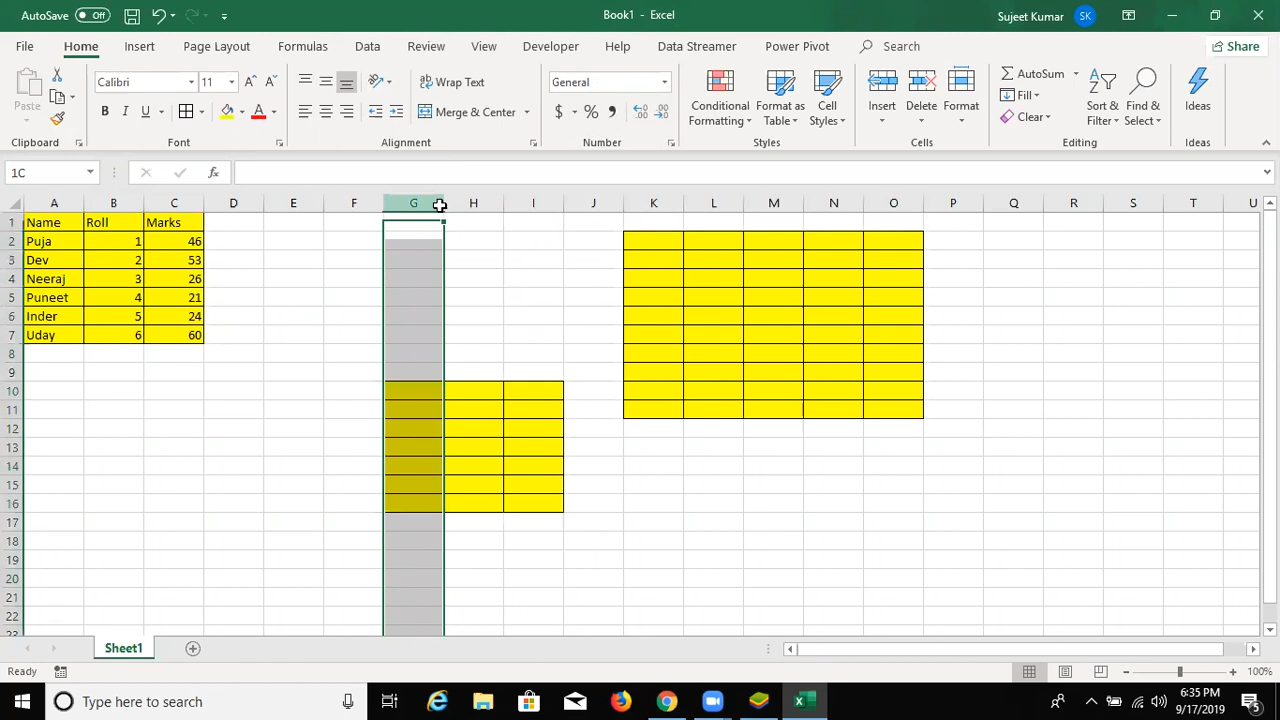 AutoSave Off Book1 - Excel Sujeet Kumar SK
File Home Insert Page Layout Formulas Data Review View Developer Help Data Streamer Power Pivot Search Share
Paste Calibri 11 A A Wrap Text General Conditional Formatting Format as Table Cell Styles Insert Delete Format AutoSum Sort & Filter Find & Select Ideas
B I U A Merge & Center $ % , Fill Clear
Clipboard Font Alignment Number Styles Cells Editing Ideas
1C fx
A B C D E F G H I J K L M N O P Q R S T U
1 Name Roll Marks
2 Puja 1 46
3 Dev 2 53
4 Neeraj 3 26
5 Puneet 4 21
6 Inder 5 24
7 Uday 6 60
8
9
10
11
12
13
14
15
16
17
18
19
20
21
22
23
Sheet1
Ready 100%
Type here to search 6:35 PM
9/17/2019 5